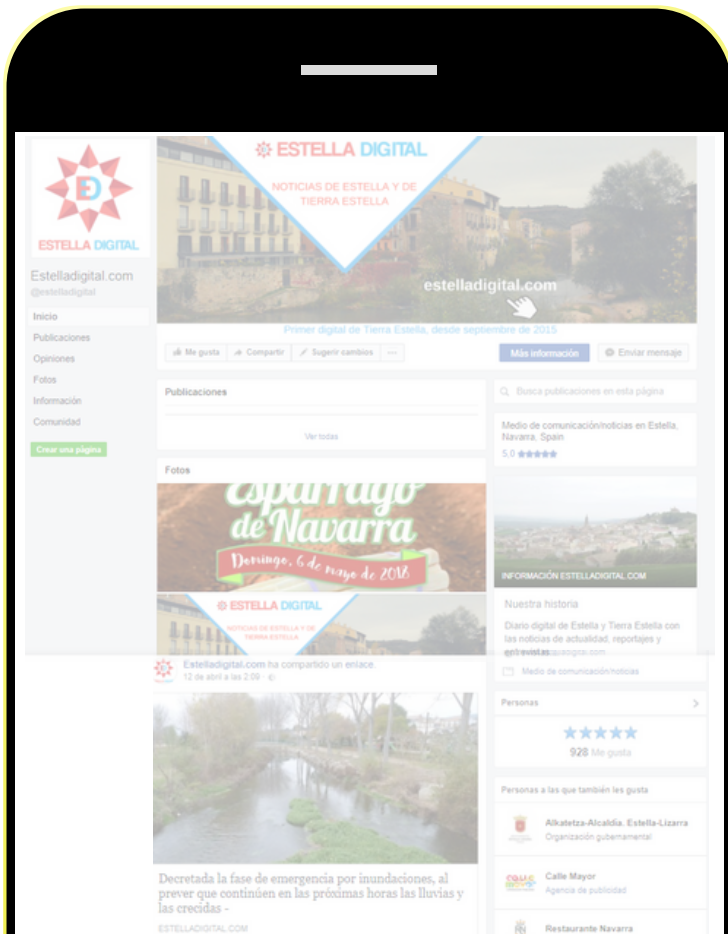 ESTELLA DIGITAL
Estelladigital.com
@estelladigital
Inicio
Publicaciones
Opiniones
Fotos
Información
Comunidad
Crear una página
ESTELLA DIGITAL
NOTICIAS DE ESTELLA Y DE
TIERRA ESTELLA
estelladigital.com
Primer digital de Tierra Estella, desde septiembre de 2015
Me gusta
Compartir
Sugerir cambios
Más información
Enviar mensaje
Publicaciones
Ver todas
Fotos
Espárrago
de Navarra
Domingo, 6 de mayo de 2018
ESTELLA DIGITAL
NOTICIAS DE ESTELLA Y DE
TIERRA ESTELLA
Estelladigital.com ha compartido un enlace.
12 de abril a las 2:09
Decretada la fase de emergencia por inundaciones, al
prever que continúen en las próximas horas las lluvias y
las crecidas -
ESTELLADIGITAL.COM
Busca publicaciones en esta página
Medio de comunicación/noticias en Estella,
Navarra, Spain
5,0
INFORMACIÓN ESTELLADIGITAL.COM
Nuestra historia
Diario digital de Estella y Tierra Estella con
las noticias de actualidad, reportajes y
entrevistas
Medio de comunicación/noticias
Personas
928 Me gusta
Personas a las que también les gusta
Alkatetza-Alcaldía. Estella-Lizarra
Organización gubernamental
Calle Mayor
Agencia de publicidad
Restaurante Navarra